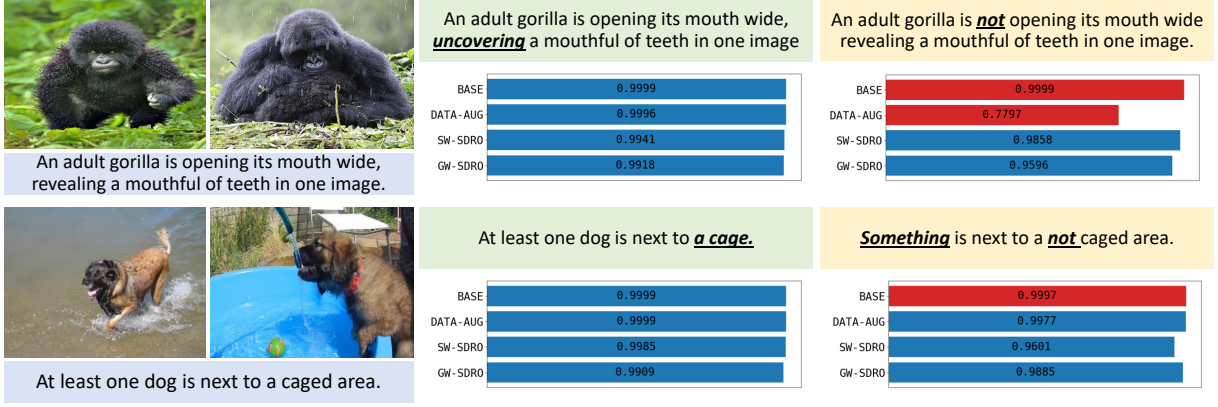 An adult gorilla is opening its mouth wide,
revealing a mouthful of teeth in one image.
An adult gorilla is opening its mouth wide,
uncovering a mouthful of teeth in one image
BASE 0.9999
DATA-AUG 0.9996
SW-SDRO 0.9941
GW-SDRO 0.9918
An adult gorilla is not opening its mouth wide
revealing a mouthful of teeth in one image.
BASE 0.9999
DATA-AUG 0.7797
SW-SDRO 0.9858
GW-SDRO 0.9596
At least one dog is next to a caged area.
At least one dog is next to a cage.
BASE 0.9999
DATA-AUG 0.9999
SW-SDRO 0.9985
GW-SDRO 0.9909
Something is next to a not caged area.
BASE 0.9997
DATA-AUG 0.9977
SW-SDRO 0.9601
GW-SDRO 0.9885